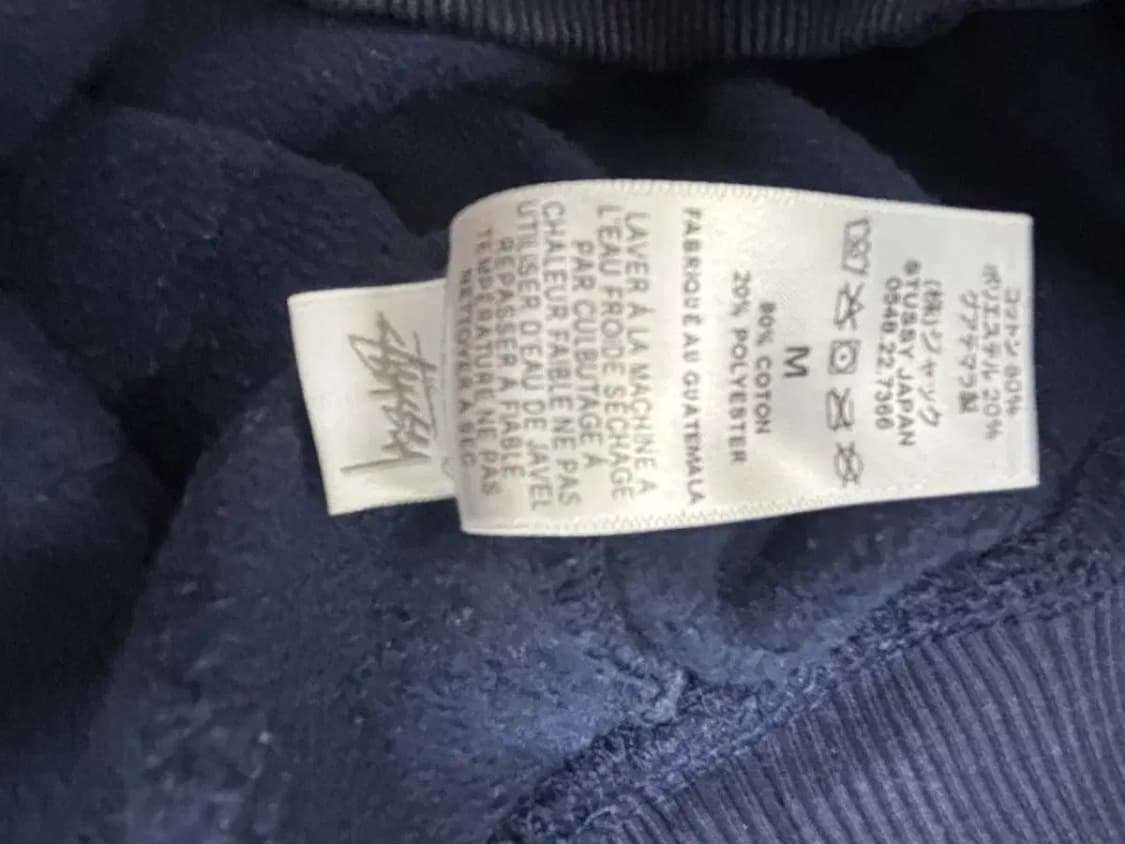 コットン 80%
ポリエステル 20%
グアテマラ製
(株)ジャック
STUSSY JAPAN
0548 22 7366
M
80% COTON
20% POLYESTER
FABRIQUÉ AU GUATEMALA
LAVER À LA MACHINE À
L'EAU FROIDE SÉCHAGE
PAR CULBUTAGE À
CHALEUR FAIBLE NE PAS
UTILISER D'EAU DE JAVEL
REPASSER À FIABLE
TEMPÉRATURE NE PAS
NETTOYER À SEC
Stüssy